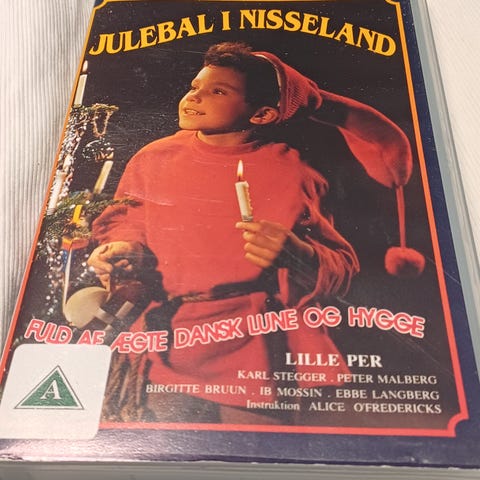 JULEBAL I NISSELAND
FULD AF ÆGTE DANSK LUNE OG HYGGE
LILLE PER
KARL STEGGER . PETER MALBERG
BIRGITTE BRUUN . IB MOSSIN . EBBE LANGBERG
Instruktion ALICE O'FREDERICKS
A